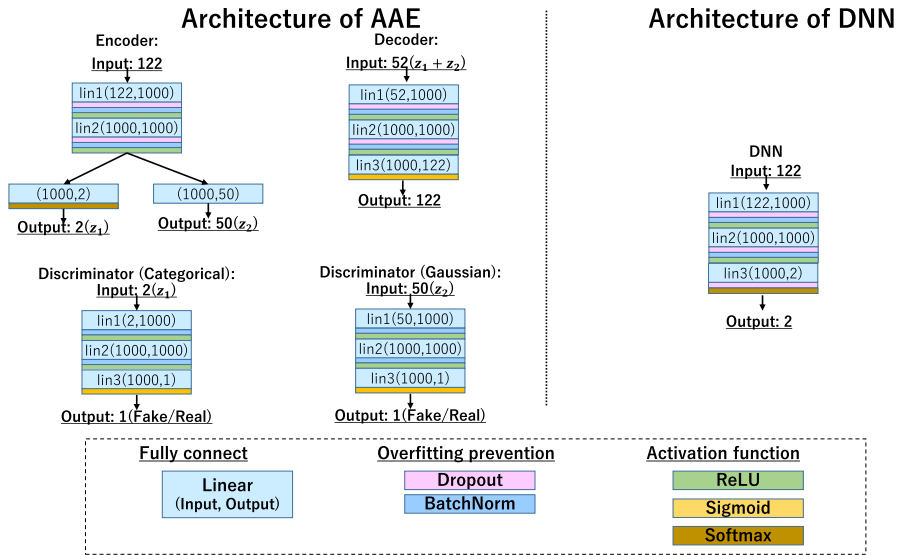 Architecture of AAE
Encoder:
Input: 122
lin1(122,1000)
lin2(1000,1000)
(1000,2)
Output: 2(z₁)
(1000,50)
Output: 50(z₂)
Decoder:
Input: 52(z₁ + z₂)
lin1(52,1000)
lin2(1000,1000)
lin3(1000,122)
Output: 122
Discriminator (Categorical):
Input: 2(z₁)
lin1(2,1000)
lin2(1000,1000)
lin3(1000,1)
Output: 1(Fake/Real)
Discriminator (Gaussian):
Input: 50(z₂)
lin1(50,1000)
lin2(1000,1000)
lin3(1000,1)
Output: 1(Fake/Real)
Architecture of DNN
DNN
Input: 122
lin1(122,1000)
lin2(1000,1000)
lin3(1000,2)
Output: 2
Fully connect
Linear
(Input, Output)
Overfitting prevention
Dropout
BatchNorm
Activation function
ReLU
Sigmoid
Softmax